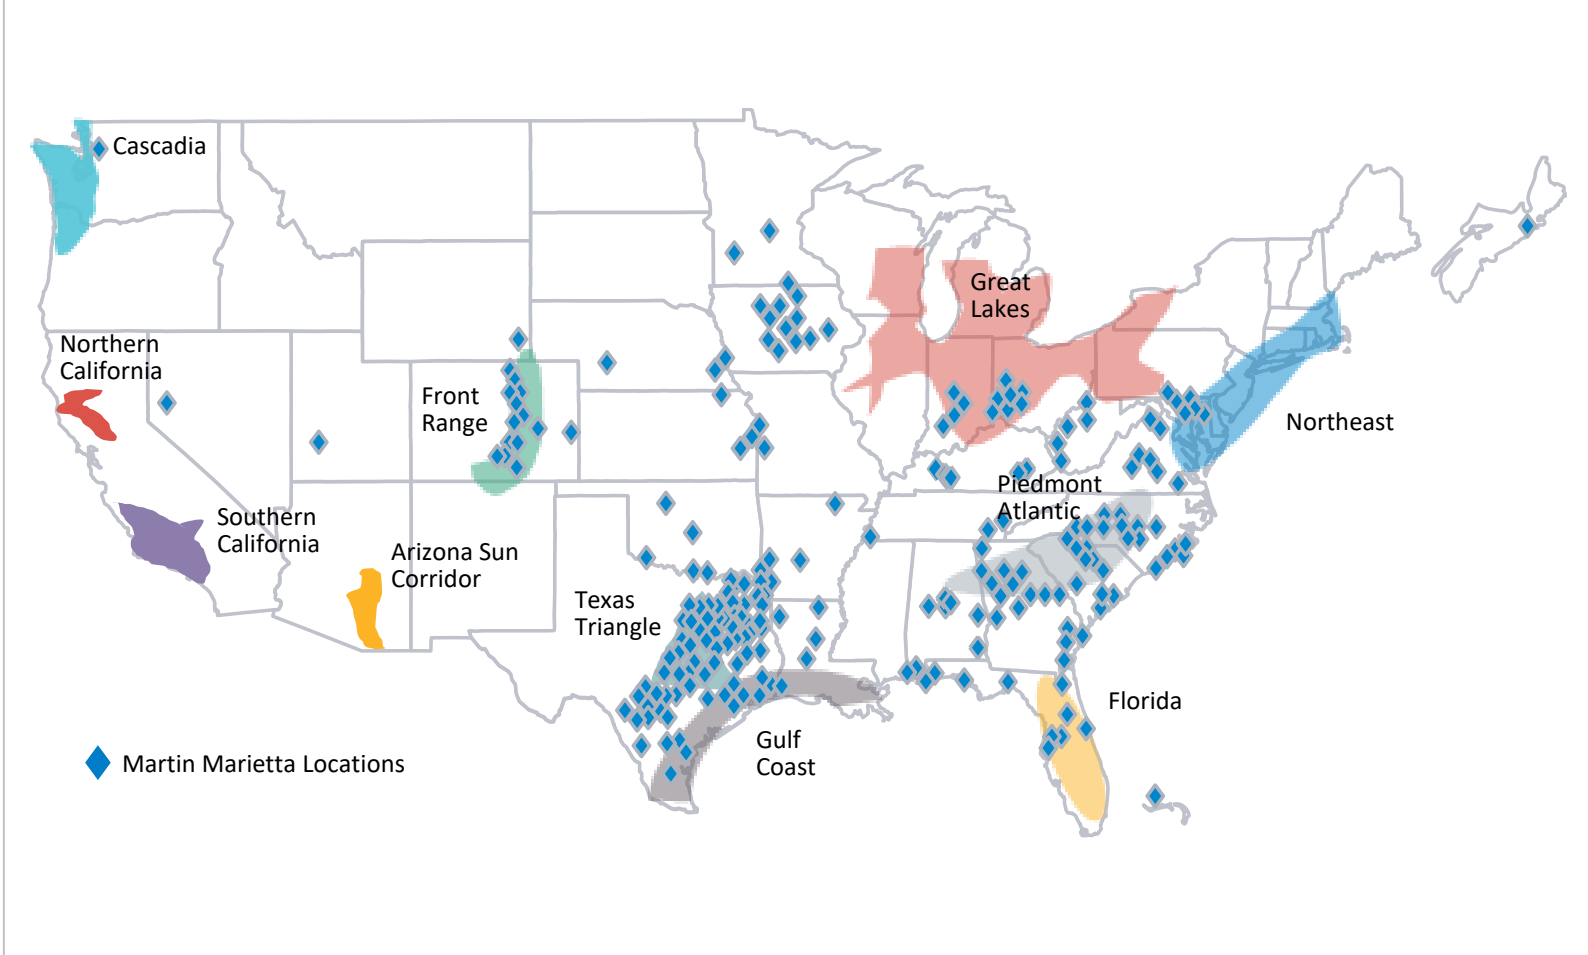 Cascadia
Great
Lakes
Northern
California
Front
Range
Northeast
Piedmont
Atlantic
Southern
California
Arizona Sun
Corridor
Texas
Triangle
Florida
Gulf
Coast
Martin Marietta Locations